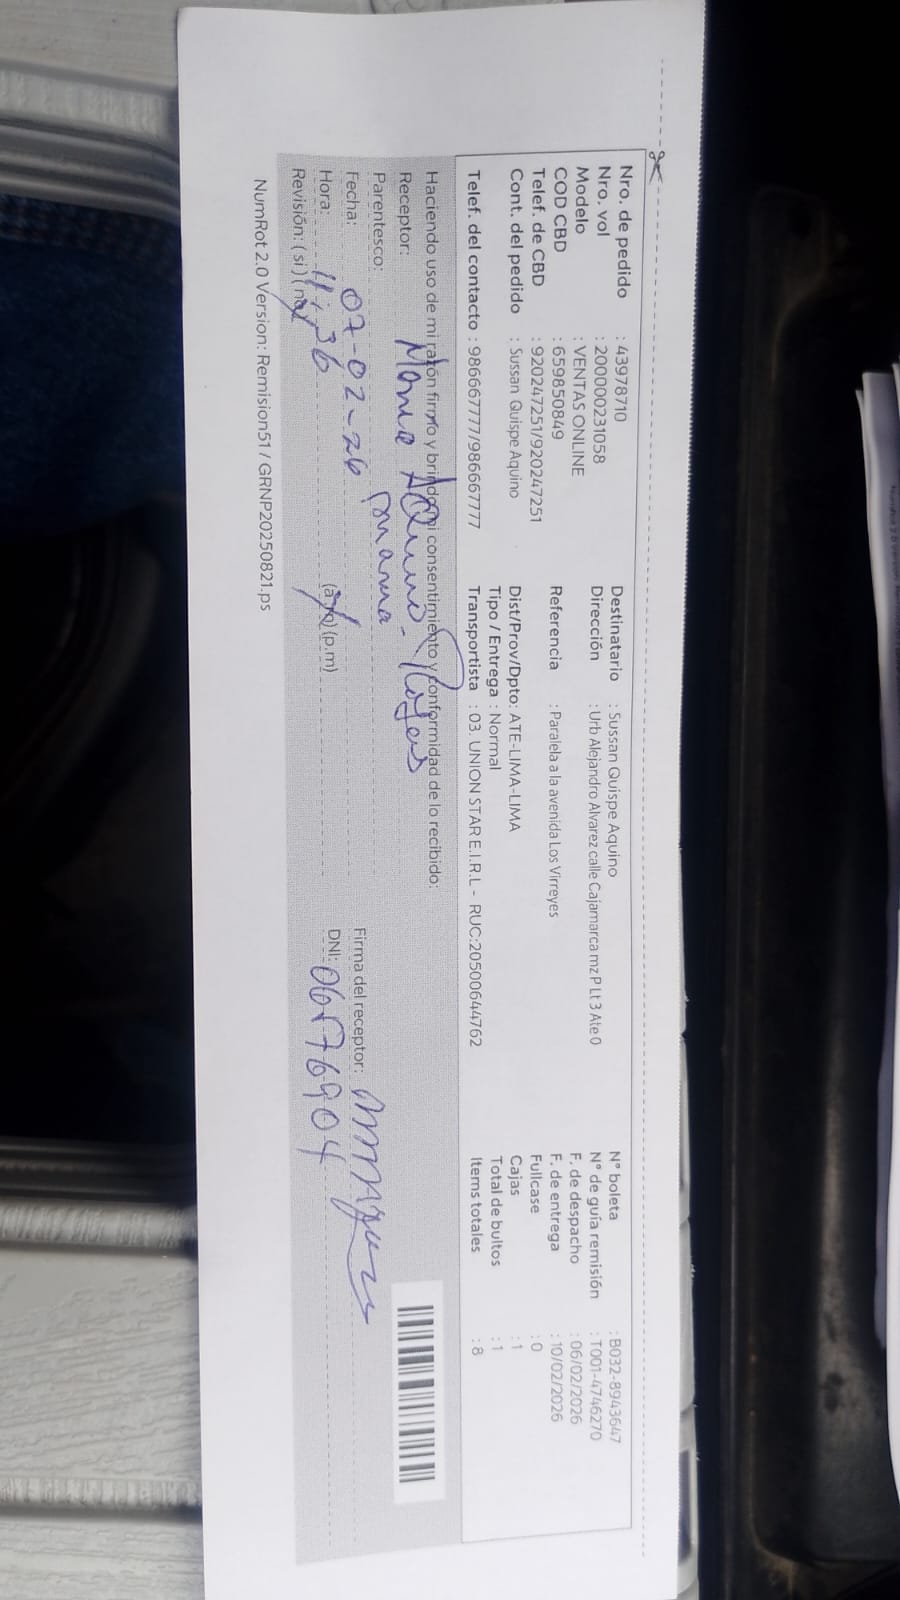 Nro. de pedido : 43978710
Nro. vol : 200000231058
Modelo : VENTAS ONLINE
COD CBD : 659850849
Telef. de CBD : 920247251/920247251
Cont. del pedido : Sussan Quispe Aquino
Telef. del contacto : 986667777/986667777
Destinatario : Sussan Quispe Aquino
Dirección : Urb Alejandro Alvarez calle Cajamarca mz P Lt 3 Ate 0
Referencia : Paralela a la avenida Los Virreyes
Dist/Prov/Dpto: ATE-LIMA-LIMA
Tipo / Entrega : Normal
Transportista : 03. UNION STAR E.I.R.L - RUC:20500644762
N° boleta : B032-8943647
N° de guía remisión : T001-4746270
F. de despacho : 06/02/2026
F. de entrega : 10/02/2026
Fullcase : 0
Cajas : 1
Total de bultos : 1
Items totales : 8
Haciendo uso de mi razón firmo y brindo mi consentimiento y conformidad de lo recibido:
Receptor: Aquino
Parentesco: mama
Fecha: 07-02-26
Hora: 11:36 (a.m) (p.m)
Revisión: ( si ) ( no )
Firma del receptor:
DNI:
NumRot 2.0 Version: Remision51 / GRNP20250821.ps